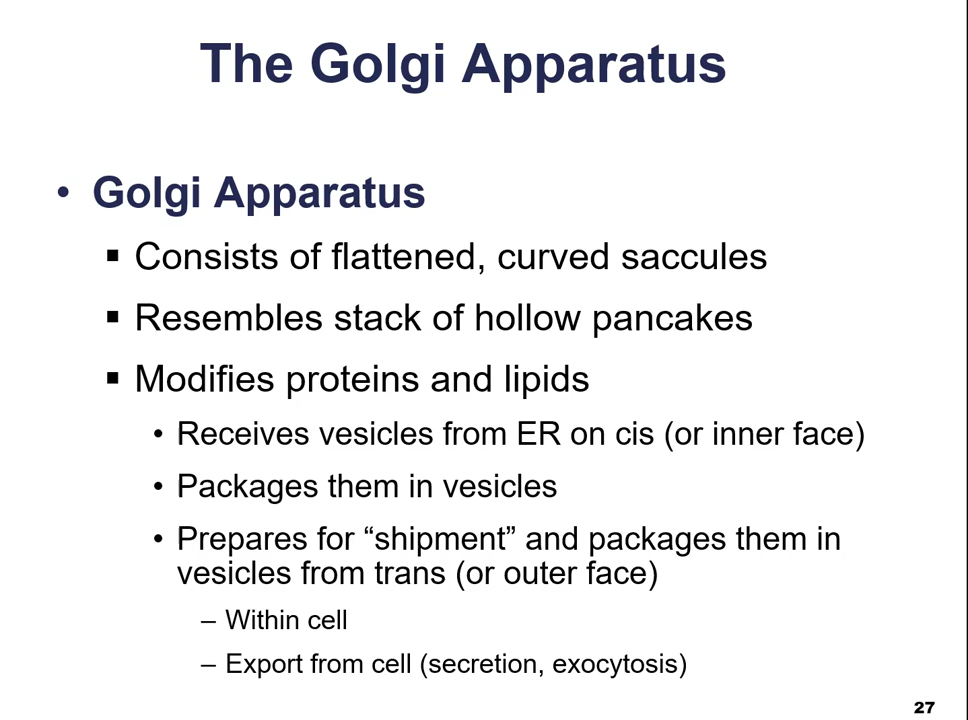 The Golgi Apparatus
• Golgi Apparatus
▪ Consists of flattened, curved saccules
▪ Resembles stack of hollow pancakes
▪ Modifies proteins and lipids
• Receives vesicles from ER on cis (or inner face)
• Packages them in vesicles
• Prepares for “shipment” and packages them in
vesicles from trans (or outer face)
– Within cell
– Export from cell (secretion, exocytosis)
27